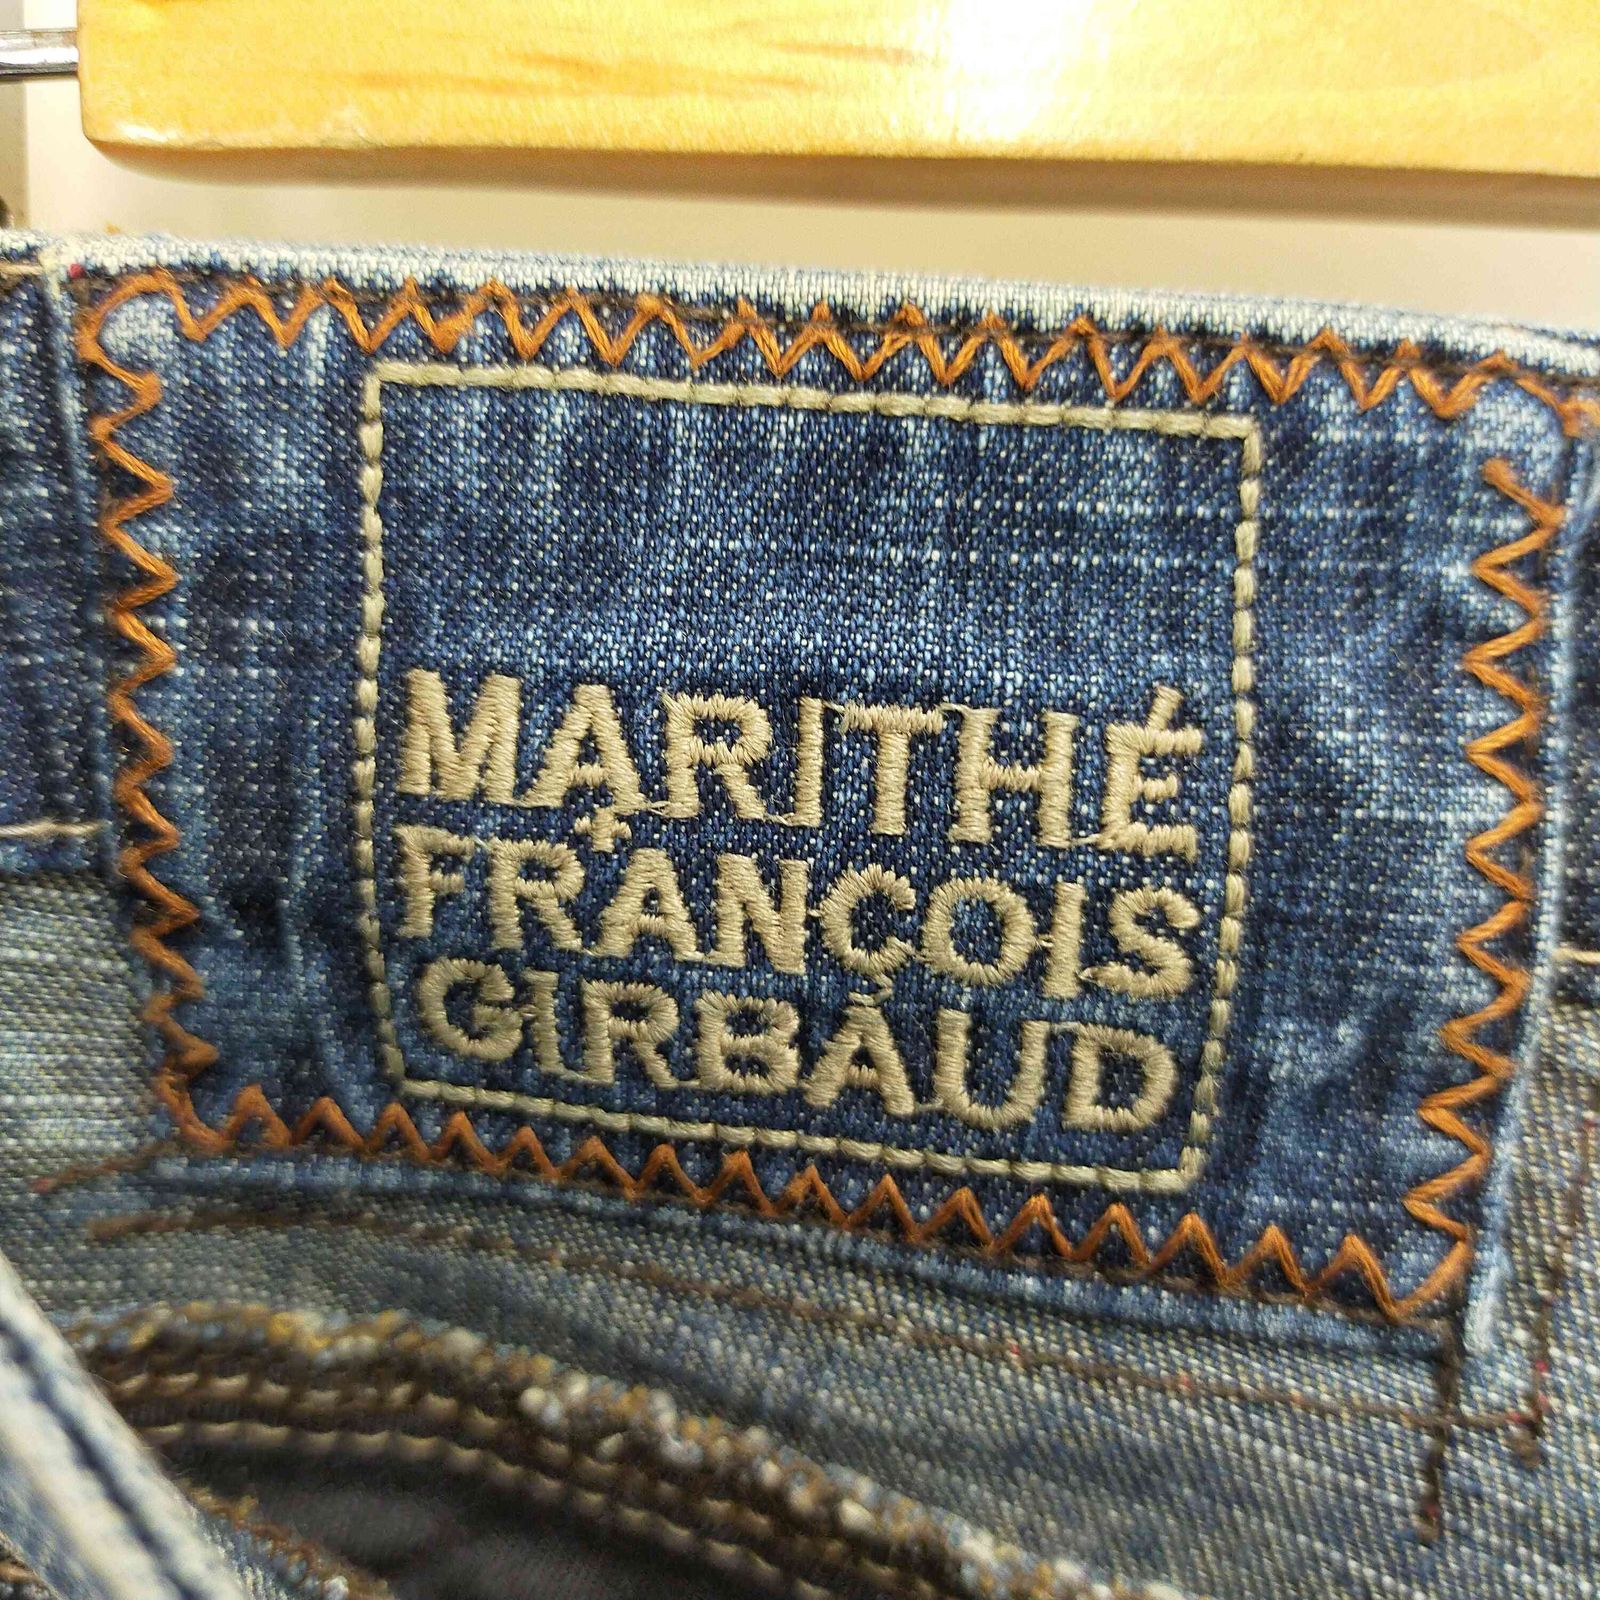 MARITHÉ
+
FRANÇOIS
GIRBAUD